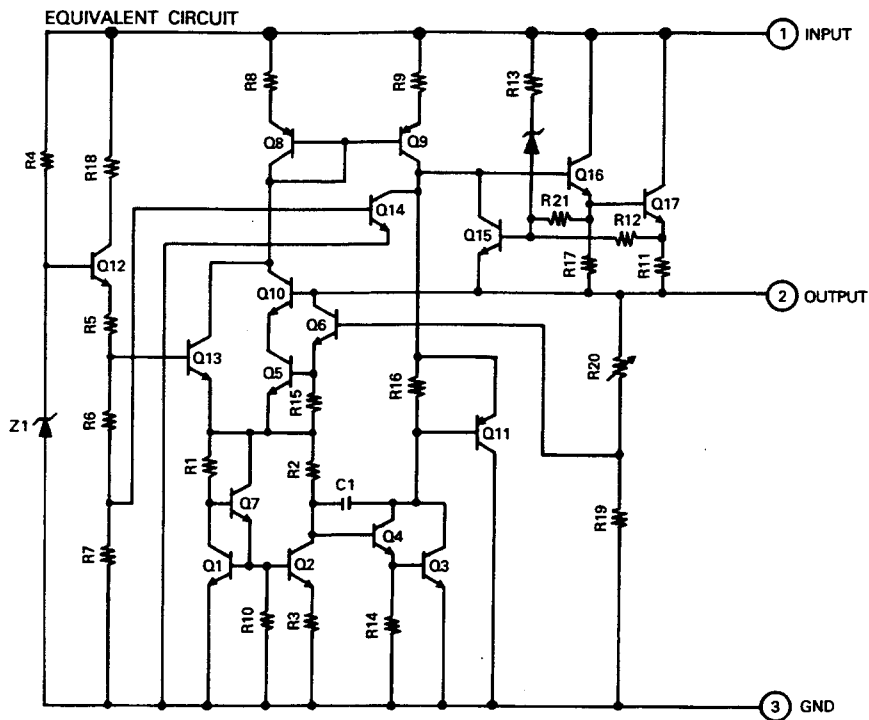 EQUIVALENT CIRCUIT
1 INPUT
R8
R9
R13
R4
R18
Q8
Q9
Q16
Q14
R21
R12
Q17
Q15
Q12
R17
R11
Q10
2 OUTPUT
R5
Q6
Q13
Q5
R20
R15
R16
Z1
R6
Q11
R1
R2
C1
Q7
R19
Q4
R7
Q1
Q2
Q3
R10
R3
R14
3 GND